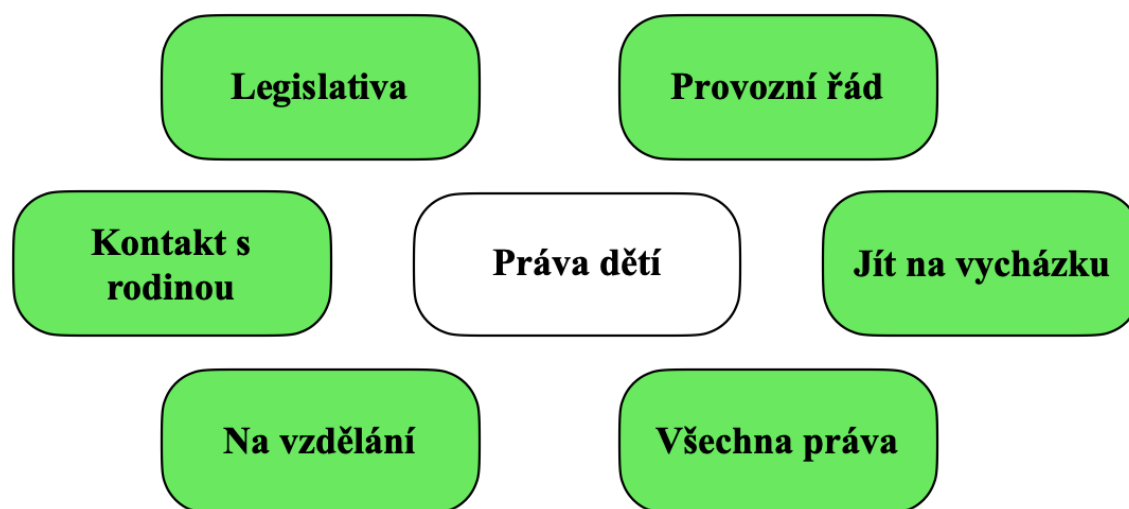 Legislativa
Provozní řád
Kontakt s
rodinou
Práva dětí
Jít na vycházku
Na vzdělání
Všechna práva